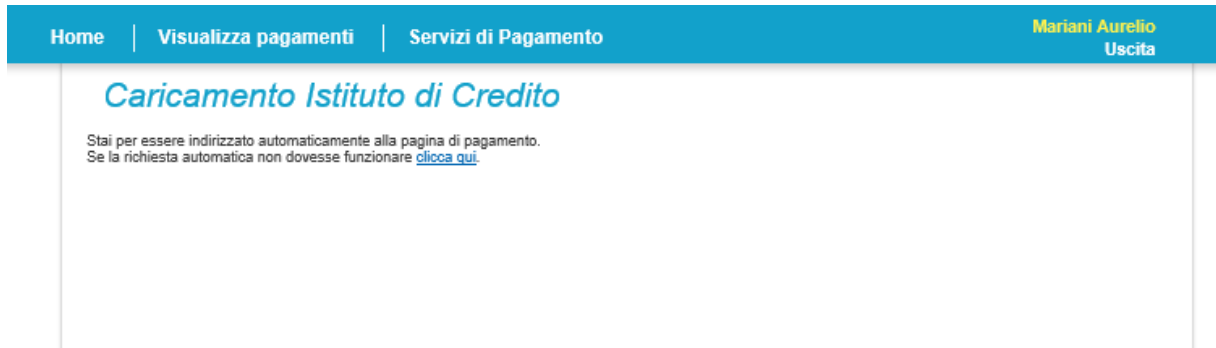 Home Visualizza pagamenti Servizi di Pagamento Mariani Aurelio
Uscita
Caricamento Istituto di Credito
Stai per essere indirizzato automaticamente alla pagina di pagamento.
Se la richiesta automatica non dovesse funzionare clicca qui.